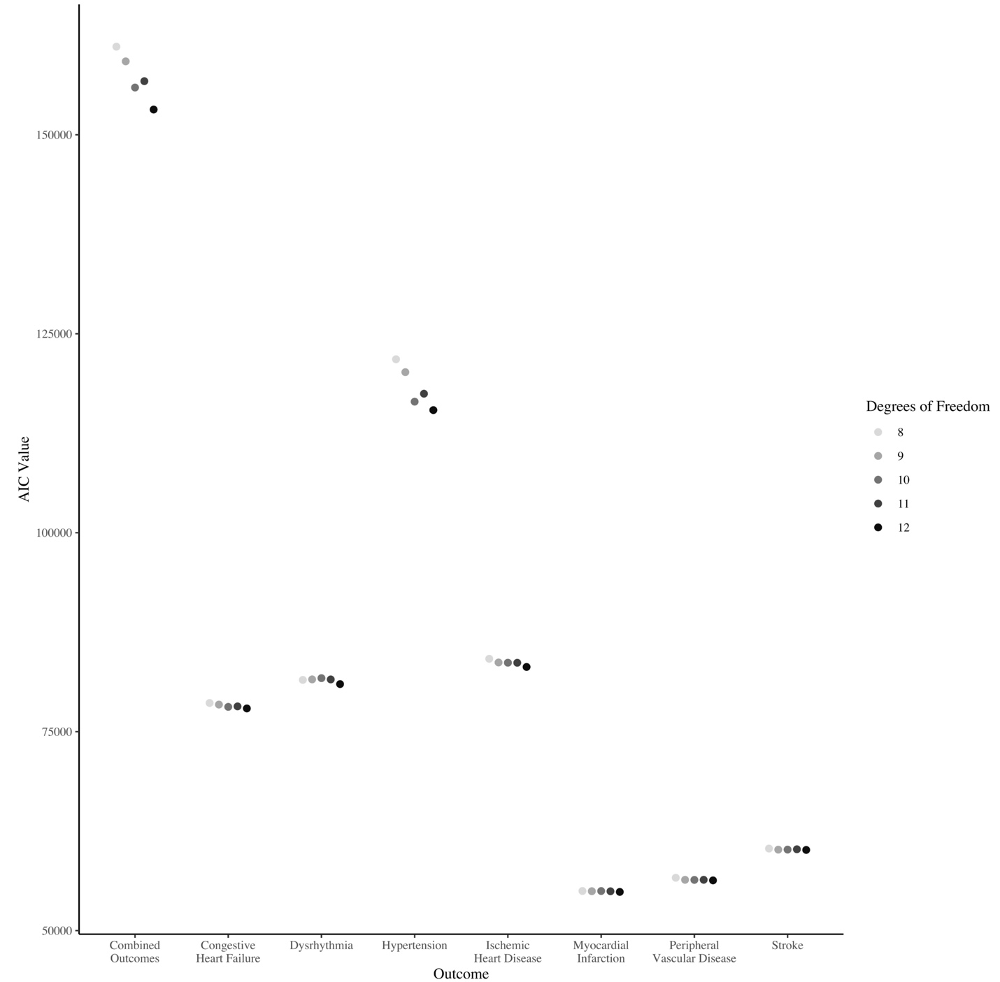 150000
125000
100000
75000
50000
AIC Value
Combined
Outcomes
Congestive
Heart Failure
Dysrhythmia
Hypertension
Ischemic
Heart Disease
Myocardial
Infarction
Peripheral
Vascular Disease
Stroke
Outcome
Degrees of Freedom
8
9
10
11
12